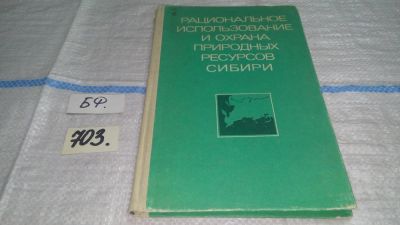 РАЦИОНАЛЬНОЕ
ИСПОЛЬЗОВАНИЕ
И ОХРАНА
ПРИРОДНЫХ
РЕСУРСОВ
СИБИРИ
БФ.
703.